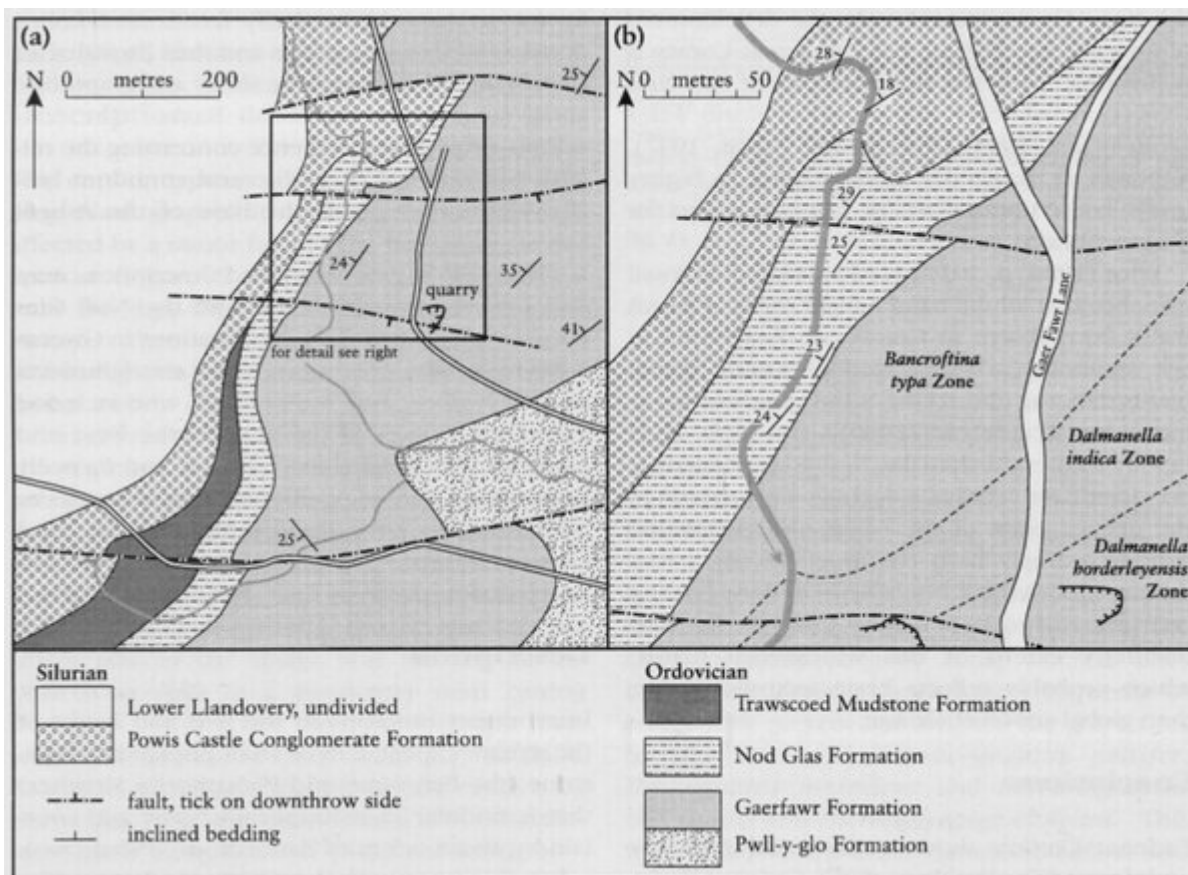 (a)
N 0 metres 200
25
24
35
quarry
41
for detail see right
25
(b)
N 0 metres 50
28
18
29
25
23
24
Bancroftina
typa Zone
Gaer Fawr Lane
Dalmanella
indica Zone
Dalmanella
horderleyensis
Zone
Silurian
Lower Llandovery, undivided
Powis Castle Conglomerate Formation
fault, tick on downthrow side
inclined bedding
Ordovician
Trawscoed Mudstone Formation
Nod Glas Formation
Gaerfawr Formation
Pwll-y-glo Formation